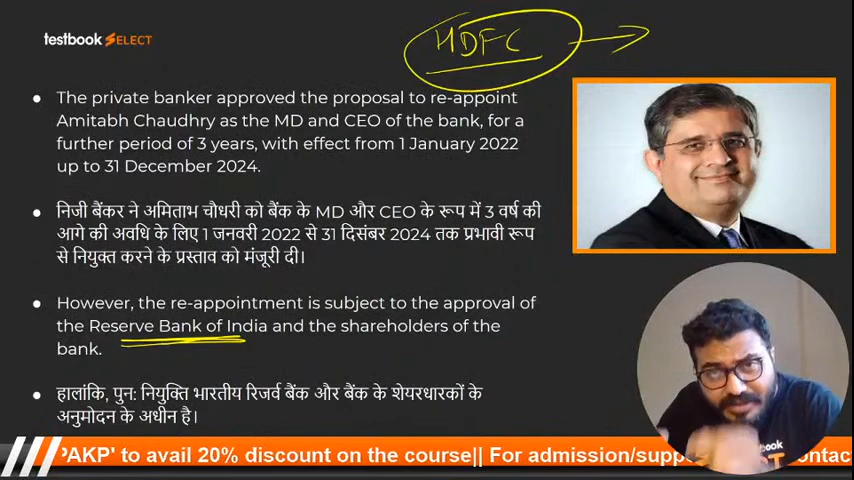 testbook SELECT
HDFC
The private banker approved the proposal to re-appoint
Amitabh Chaudhry as the MD and CEO of the bank, for a
further period of 3 years, with effect from 1 January 2022
up to 31 December 2024.
निजी बैंकर ने अमिताभ चौधरी को बैंक के MD और CEO के रूप में 3 वर्ष की
आगे की अवधि के लिए 1 जनवरी 2022 से 31 दिसंबर 2024 तक प्रभावी रूप
से नियुक्त करने के प्रस्ताव को मंजूरी दी।
However, the re-appointment is subject to the approval of
the Reserve Bank of India and the shareholders of the
bank.
हालांकि, पुन: नियुक्ति भारतीय रिजर्व बैंक और बैंक के शेयरधारकों के
अनुमोदन के अधीन है।
'PAKP' to avail 20% discount on the course|| For admission/supp ontac